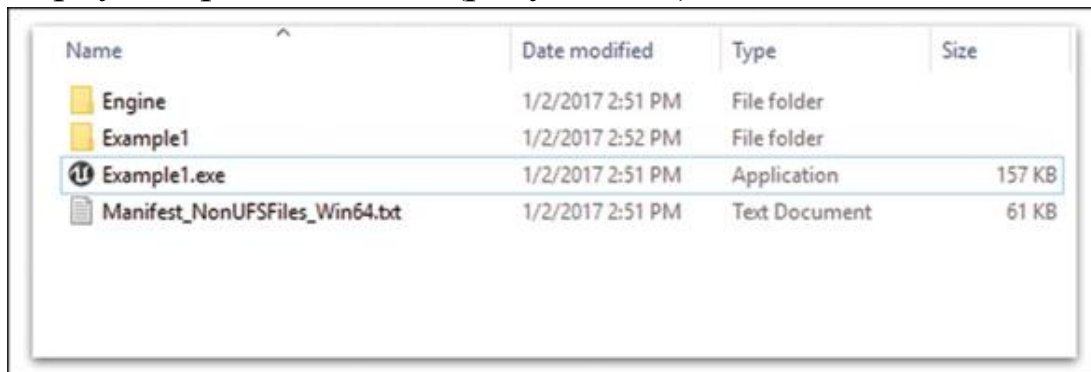 Name Date modified Type Size
Engine 1/2/2017 2:51 PM File folder
Example1 1/2/2017 2:52 PM File folder
Example1.exe 1/2/2017 2:51 PM Application 157 KB
Manifest_NonUFSFiles_Win64.txt 1/2/2017 2:51 PM Text Document 61 KB